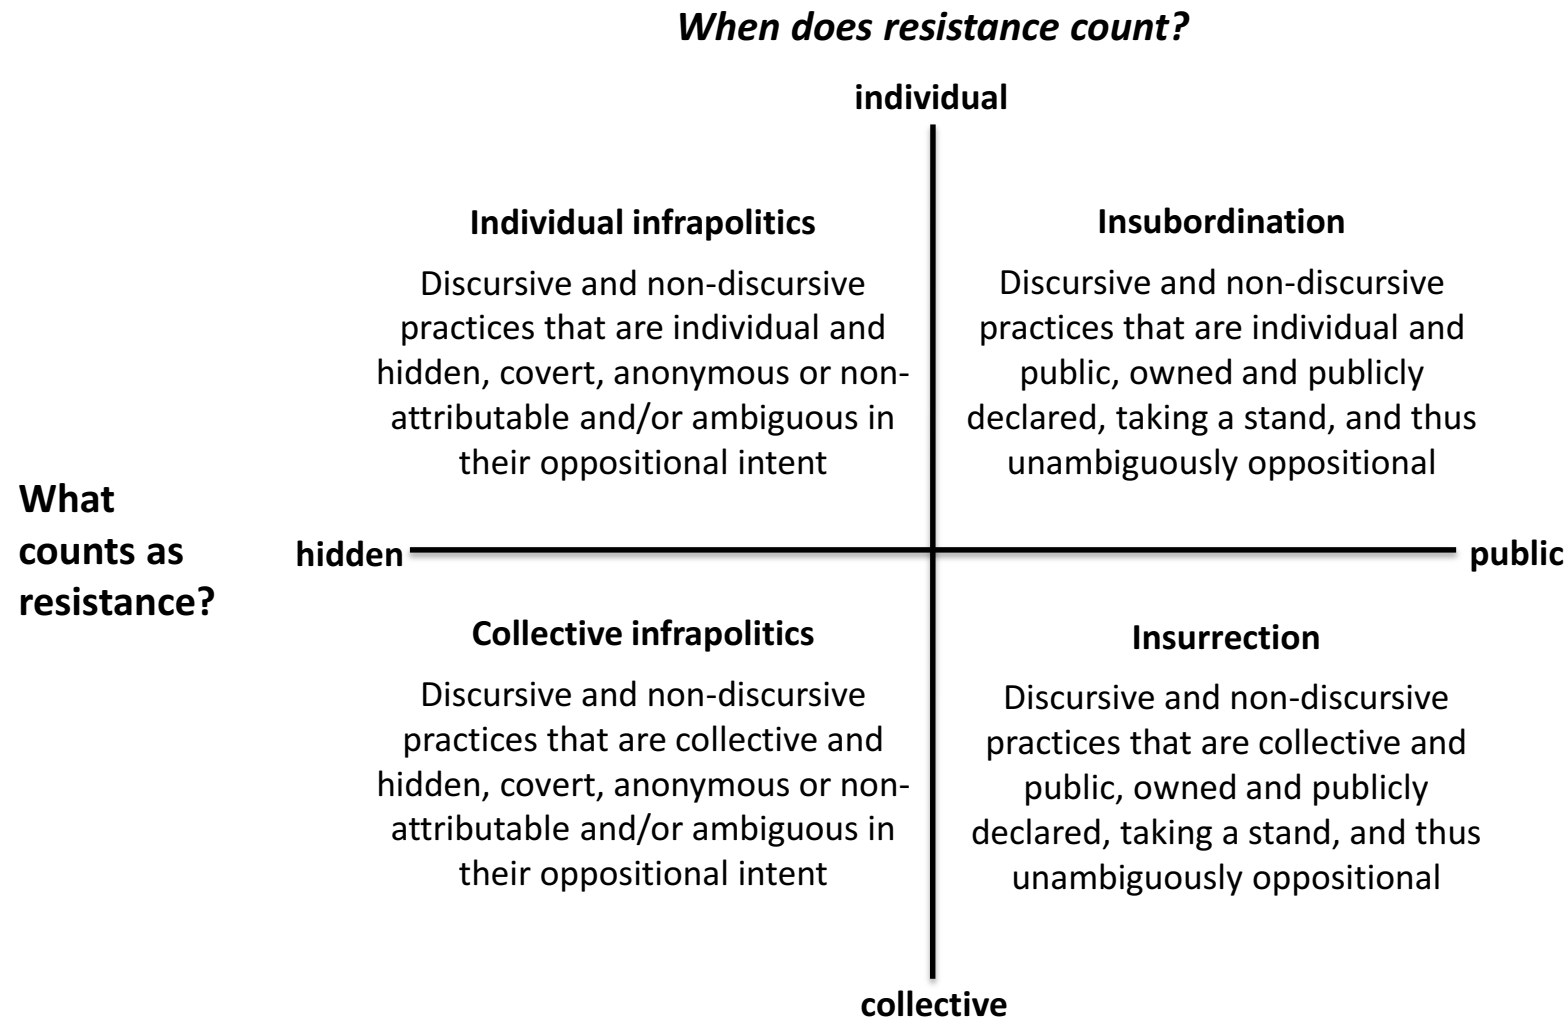 When does resistance count?
individual
Individual infrapolitics
Discursive and non-discursive
practices that are individual and
hidden, covert, anonymous or non-
attributable and/or ambiguous in
their oppositional intent
Insubordination
Discursive and non-discursive
practices that are individual and
public, owned and publicly
declared, taking a stand, and thus
unambiguously oppositional
What
counts as
resistance?
hidden
public
Collective infrapolitics
Discursive and non-discursive
practices that are collective and
hidden, covert, anonymous or non-
attributable and/or ambiguous in
their oppositional intent
Insurrection
Discursive and non-discursive
practices that are collective and
public, owned and publicly
declared, taking a stand, and thus
unambiguously oppositional
collective